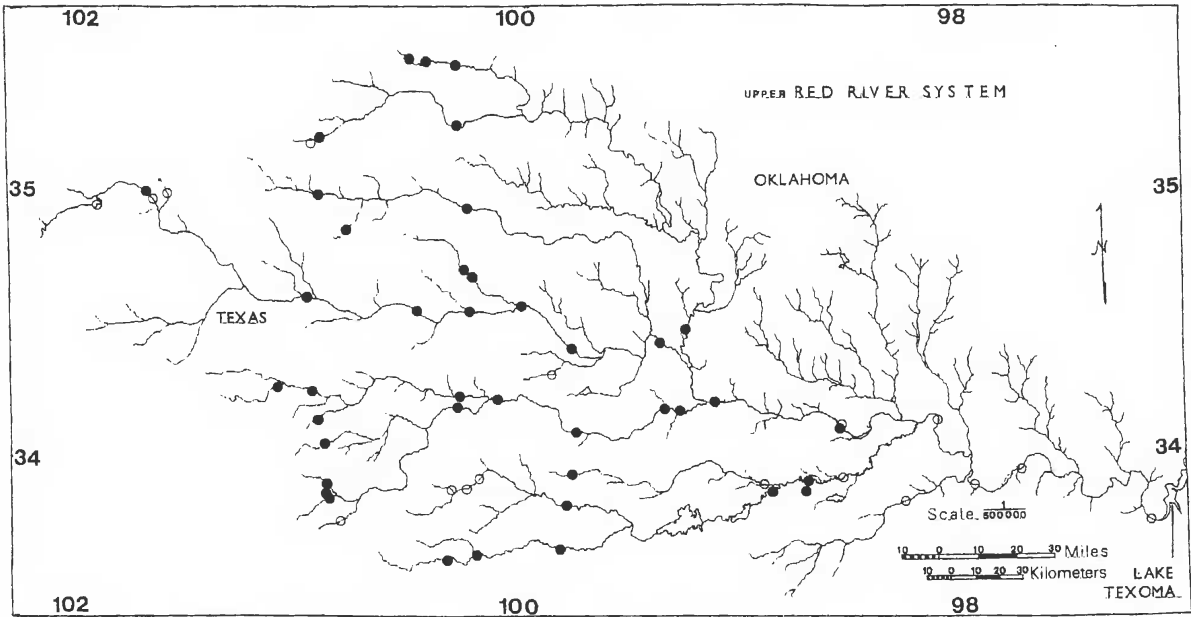 102 100 98
UPPER RED RIVER SYSTEM
OKLAHOMA
35 35
N
TEXAS
34 34
Scale 1/500000
10 0 10 20 30 Miles
10 0 10 20 30 Kilometers
LAKE
TEXOMA
102 100 98